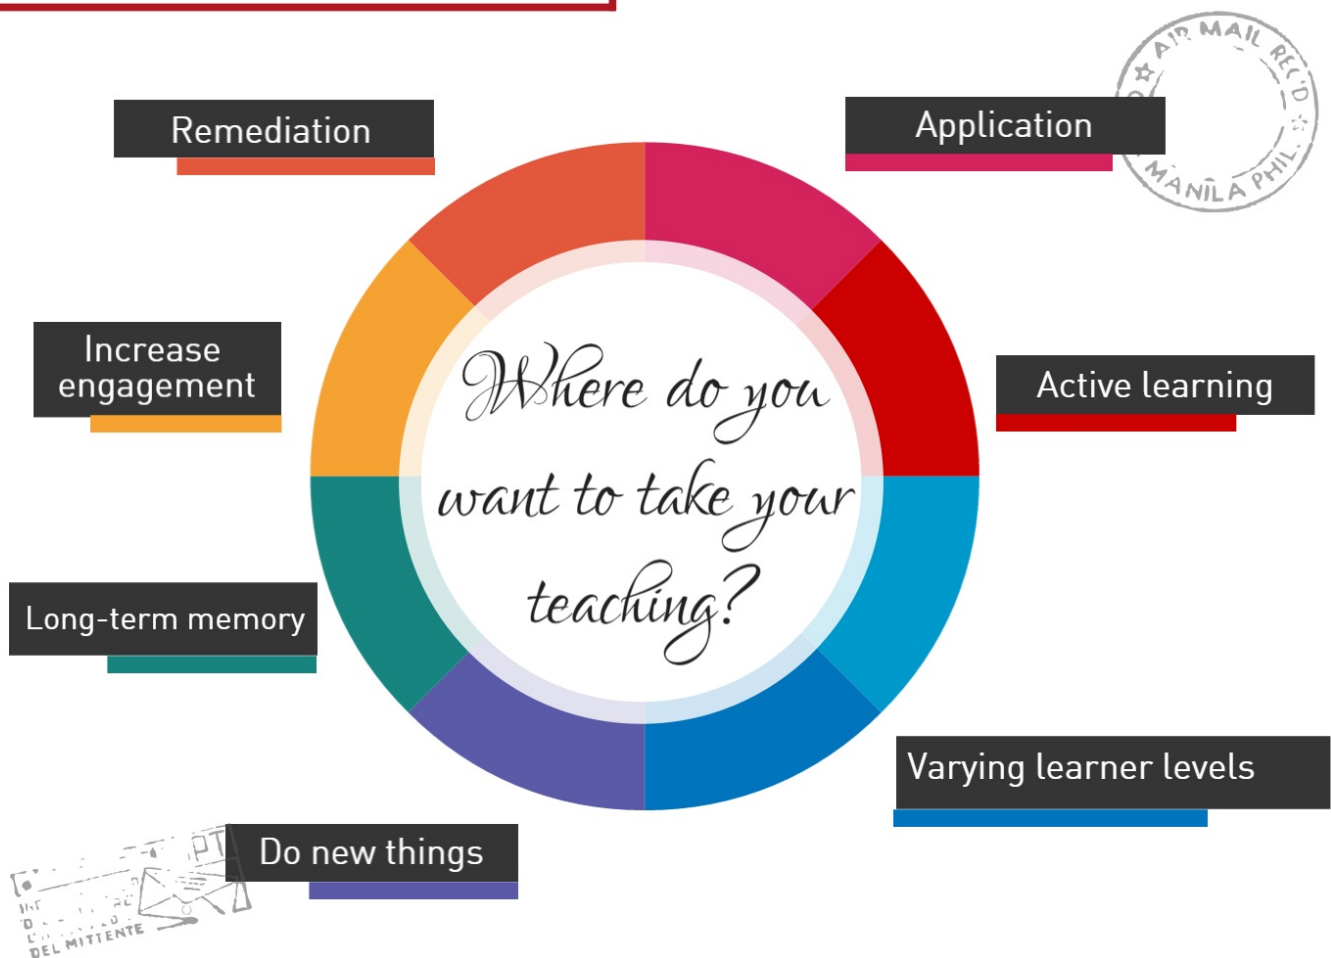 AIR MAIL REC'D
MANILA PHIL.
Remediation
Application
Increase
engagement
Active learning
Where do you
want to take your
teaching?
Long-term memory
Varying learner levels
Do new things
PT
DEL MITTENTE